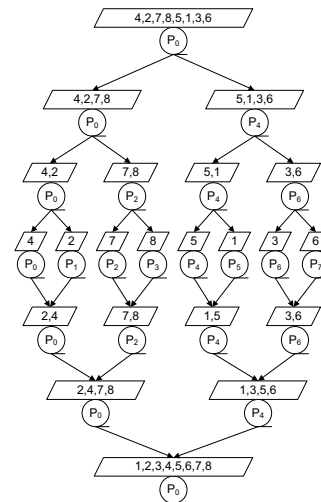 4,2,7,8,5,1,3,6
P₀
4,2,7,8 5,1,3,6
P₀ P₄
4,2 7,8 5,1 3,6
P₀ P₂ P₄ P₆
4 2 7 8 5 1 3 6
P₀ P₁ P₂ P₃ P₄ P₅ P₆ P₇
2,4 7,8 1,5 3,6
P₀ P₂ P₄ P₆
2,4,7,8 1,3,5,6
P₀ P₄
1,2,3,4,5,6,7,8
P₀